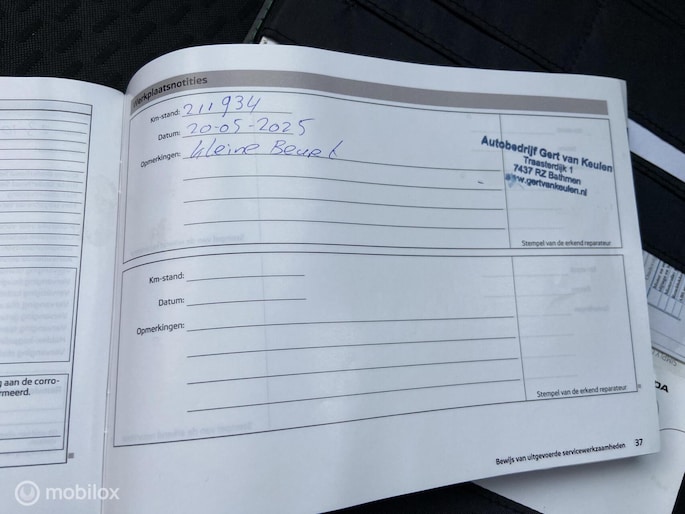 Werkplaatsnotities
Km-stand: 211934
Datum: 20-05-2025
Opmerkingen: Kleine Beurt
Autobedrijf Gert van Keulen
Traasterdijk 1
7437 RZ Bathmen
www.gertvankeulen.nl
Stempel van de erkend reparateur
Km-stand:
Datum:
Opmerkingen:
Stempel van de erkend reparateur
aan de corro-
rmeerd.
Bewijs van uitgevoerde servicewerkzaamheden
37
mobilox